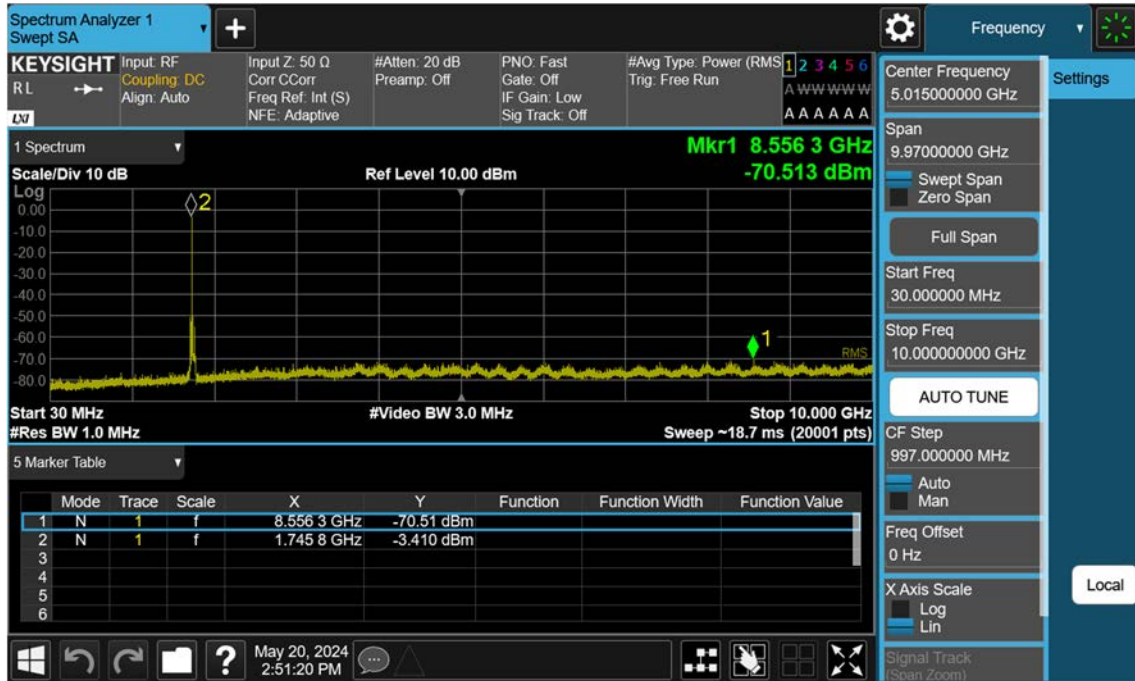 Spectrum Analyzer 1
Swept SA
+
Frequency
KEYSIGHT
R L
LXI
Input: RF
Coupling: DC
Align: Auto
Input Z: 50 Ω
Corr CCorr
Freq Ref: Int (S)
NFE: Adaptive
#Atten: 20 dB
Preamp: Off
PNO: Fast
Gate: Off
IF Gain: Low
Sig Track: Off
#Avg Type: Power (RMS
Trig: Free Run
1 2 3 4 5 6
A W W W W W
A A A A A A
1 Spectrum
Scale/Div 10 dB
Ref Level 10.00 dBm
Mkr1 8.556 3 GHz
-70.513 dBm
Log
0.00
-10.0
-20.0
-30.0
-40.0
-50.0
-60.0
-70.0
-80.0
2
1
RMS
Start 30 MHz
#Video BW 3.0 MHz
Stop 10.000 GHz
#Res BW 1.0 MHz
Sweep ~18.7 ms (20001 pts)
5 Marker Table
Mode Trace Scale X Y Function Function Width Function Value
1 N 1 f 8.556 3 GHz -70.51 dBm
2 N 1 f 1.745 8 GHz -3.410 dBm
3
4
5
6
?
May 20, 2024
2:51:20 PM
Center Frequency
5.015000000 GHz
Span
9.97000000 GHz
Swept Span
Zero Span
Full Span
Start Freq
30.000000 MHz
Stop Freq
10.000000000 GHz
AUTO TUNE
CF Step
997.000000 MHz
Auto
Man
Freq Offset
0 Hz
X Axis Scale
Log
Lin
Signal Track
(Span Zoom)
Settings
Local